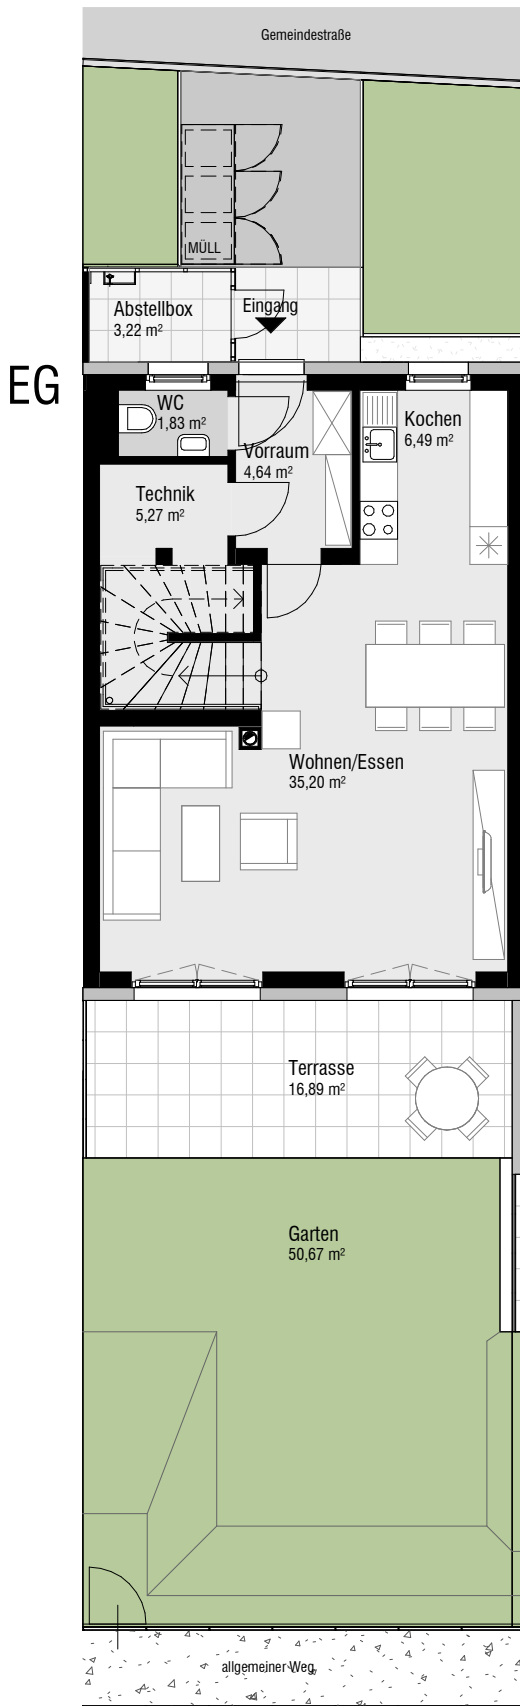 Gemeindestraße
MÜLL
Abstellbox
3,22 m²
Eingang
EG
WC
1,83 m²
Kochen
6,49 m²
Vorraum
4,64 m²
Technik
5,27 m²
Wohnen/Essen
35,20 m²
Terrasse
16,89 m²
Garten
50,67 m²
allgemeiner Weg